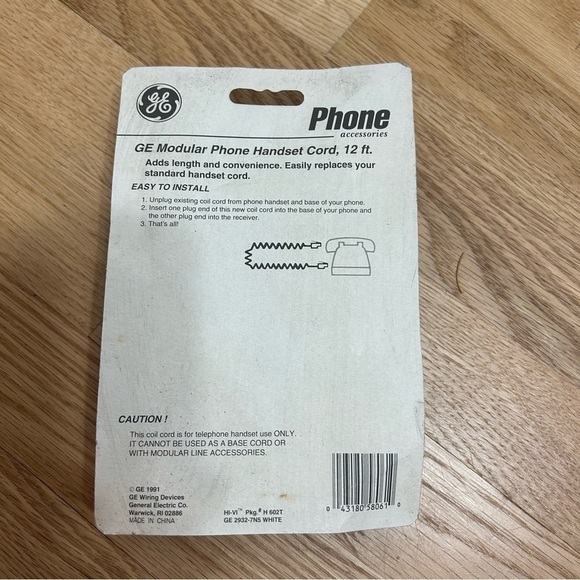 GE
Phone
accessories
GE Modular Phone Handset Cord, 12 ft.
Adds length and convenience. Easily replaces your
standard handset cord.
EASY TO INSTALL
1. Unplug existing coil cord from phone handset and base of your phone.
2. Insert one plug end of this new coil cord into the base of your phone and
the other plug end into the receiver.
3. That's all!
CAUTION !
This coil cord is for telephone handset use ONLY.
IT CANNOT BE USED AS A BASE CORD OR
WITH MODULAR LINE ACCESSORIES.
© GE 1991
GE Wiring Devices
General Electric Co.
Warwick, RI 02886
MADE IN CHINA
HI-VI™ Pkg.# H 602T
GE 2932-7N5 WHITE
0 43180 58061 0